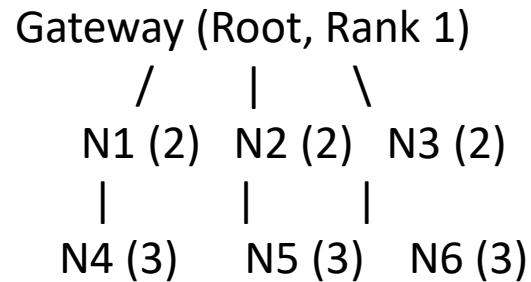 Gateway (Root, Rank 1)
/ | \
N1 (2) N2 (2) N3 (2)
| | |
N4 (3) N5 (3) N6 (3)